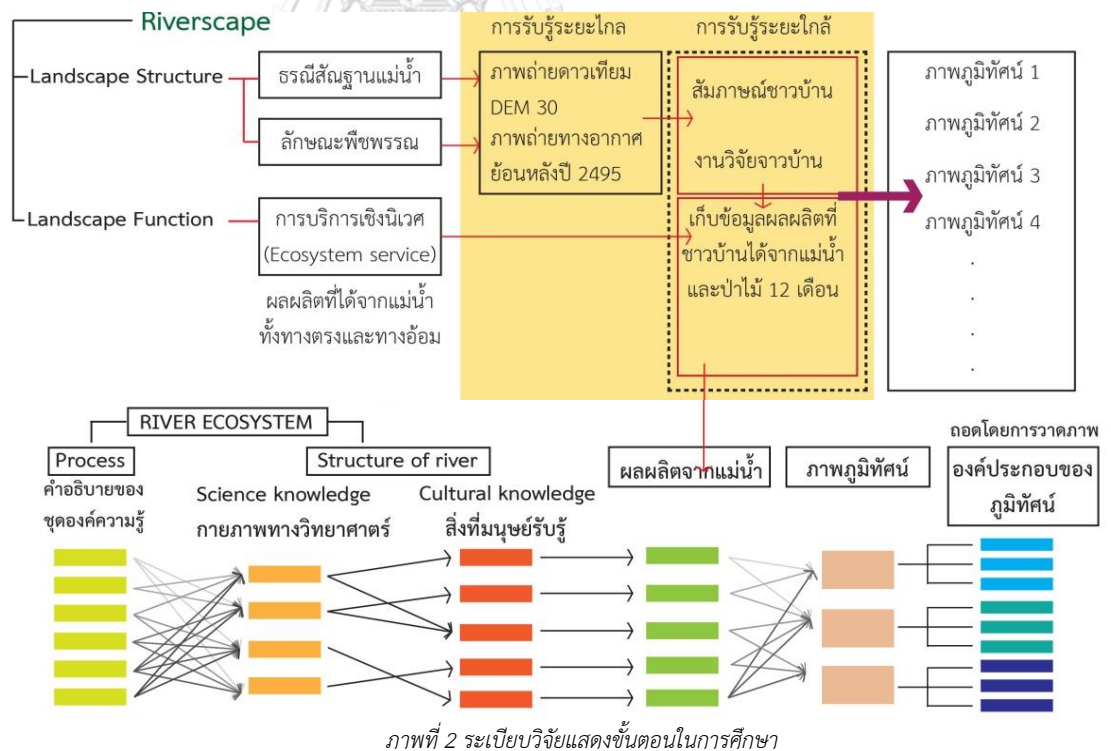 Riverscape
Landscape Structure
ธรณีสัณฐานแม่น้ำ
ลักษณะพืชพรรณ
Landscape Function
การบริการเชิงนิเวศ
(Ecosystem service)
ผลผลิตที่ได้จากแม่น้ำ
ทั้งทางตรงและทางอ้อม
การรับรู้ระยะไกล
ภาพถ่ายดาวเทียม
DEM 30
ภาพถ่ายทางอากาศ
ย้อนหลังปี 2495
การรับรู้ระยะใกล้
สัมภาษณ์ชาวบ้าน
งานวิจัยจาวบ้าน
เก็บข้อมูลผลผลิตที่
ชาวบ้านได้จากแม่น้ำ
และป่าไม้ 12 เดือน
ภาพภูมิทัศน์ 1
ภาพภูมิทัศน์ 2
ภาพภูมิทัศน์ 3
ภาพภูมิทัศน์ 4
.
.
.
.
RIVER ECOSYSTEM
Process
คำอธิบายของ
ชุดองค์ความรู้
Structure of river
Science knowledge
กายภาพทางวิทยาศาตร์
Cultural knowledge
สิ่งที่มนุษย์รับรู้
ผลผลิตจากแม่น้ำ
ภาพภูมิทัศน์
ถอดโดยการวาดภาพ
องค์ประกอบของ
ภูมิทัศน์
ภาพที่ 2 ระเบียบวิจัยแสดงขั้นตอนในการศึกษา